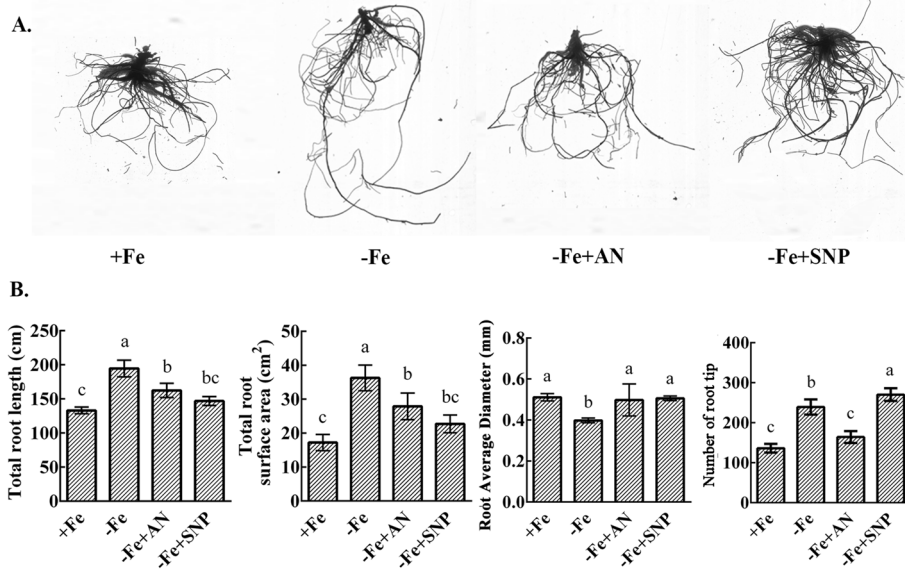 A.
+Fe
-Fe
-Fe+AN
-Fe+SNP
B.
Total root length (cm)
250
200
150
100
50
0
c
a
b
bc
+Fe
-Fe
-Fe+AN
-Fe+SNP
Total root
surface area (cm²)
50
40
30
20
10
0
c
a
b
bc
+Fe
-Fe
-Fe+AN
-Fe+SNP
Root Average Diameter (mm)
0.8
0.6
0.4
0.2
0.0
a
b
a
a
+Fe
-Fe
-Fe+AN
-Fe+SNP
Number of root tip
400
300
200
100
0
c
b
c
a
+Fe
-Fe
-Fe+AN
-Fe+SNP